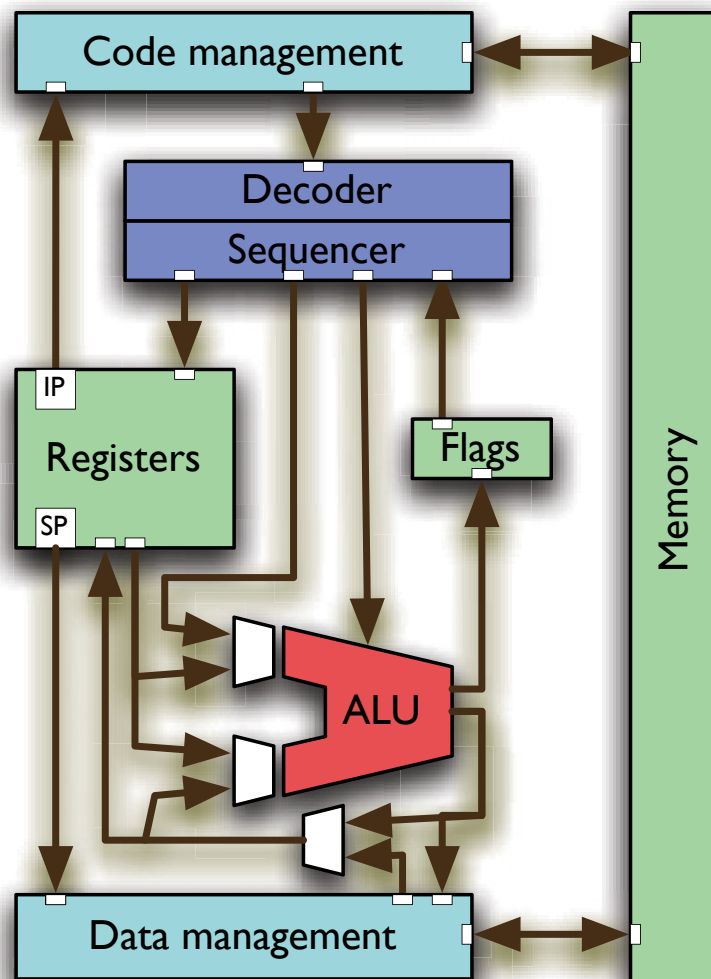 Code management
Decoder
Sequencer
IP
Registers
Flags
SP
Memory
ALU
Data management